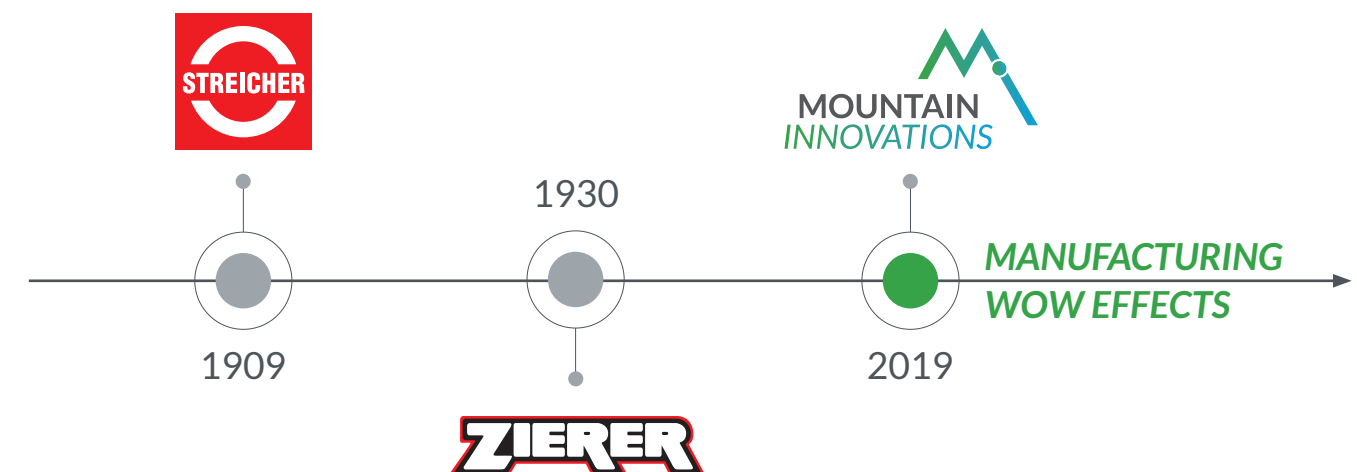 STREICHER
MOUNTAIN
INNOVATIONS
1930
MANUFACTURING
WOW EFFECTS
1909
2019
ZIERER